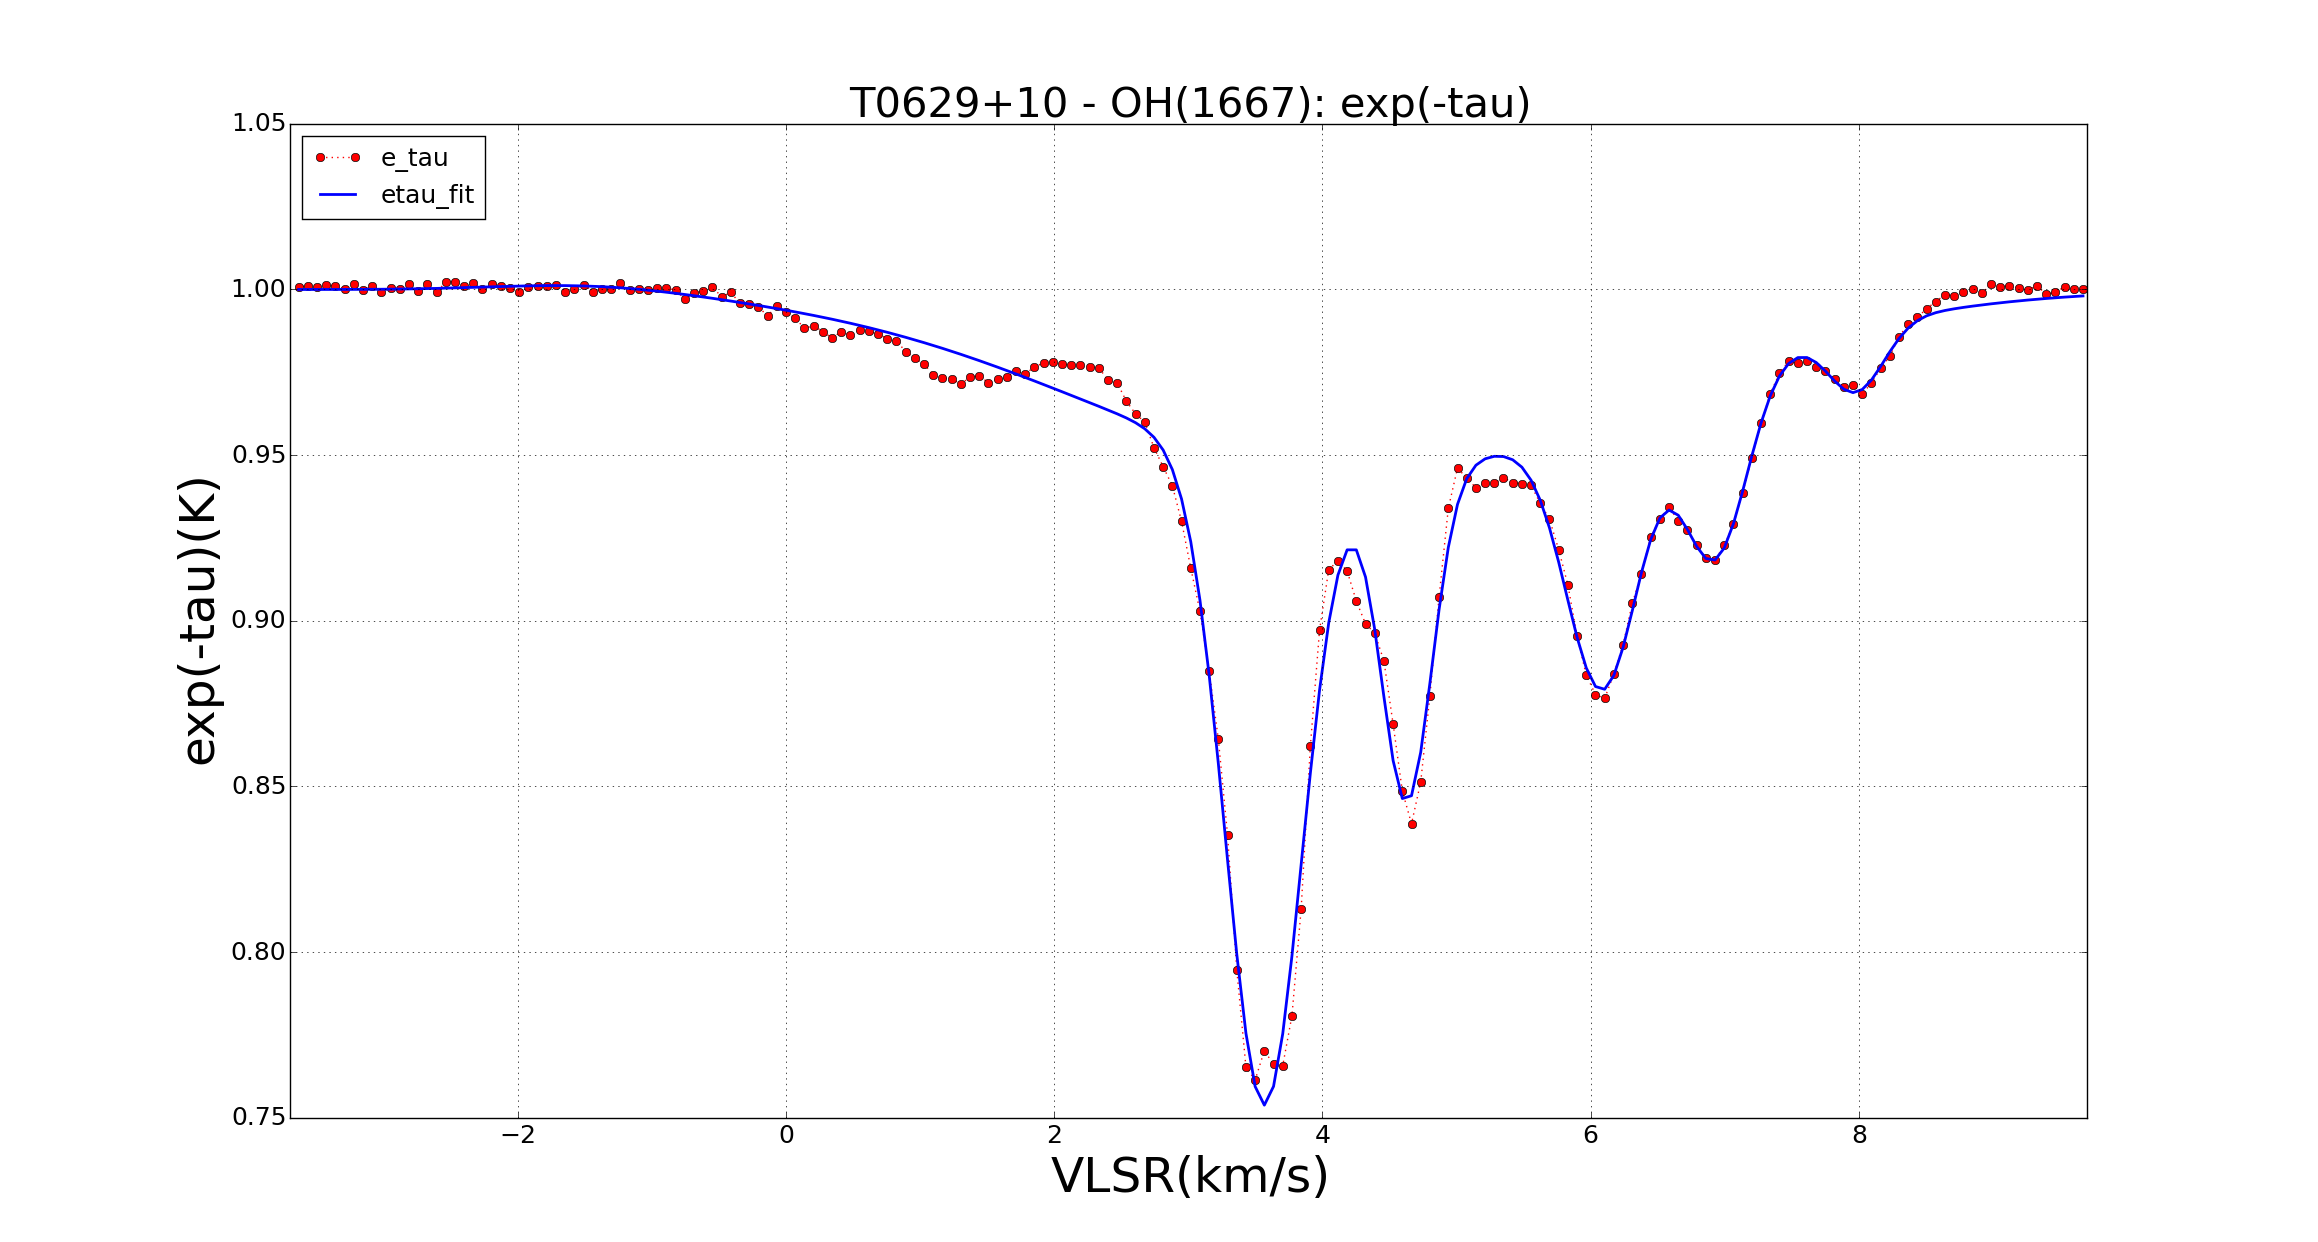 T0629+10 - OH(1667): exp(-tau)
e_tau
etau_fit
1.05
1.00
0.95
0.90
0.85
0.80
0.75
exp(-tau)(K)
−2 0 2 4 6 8
VLSR(km/s)